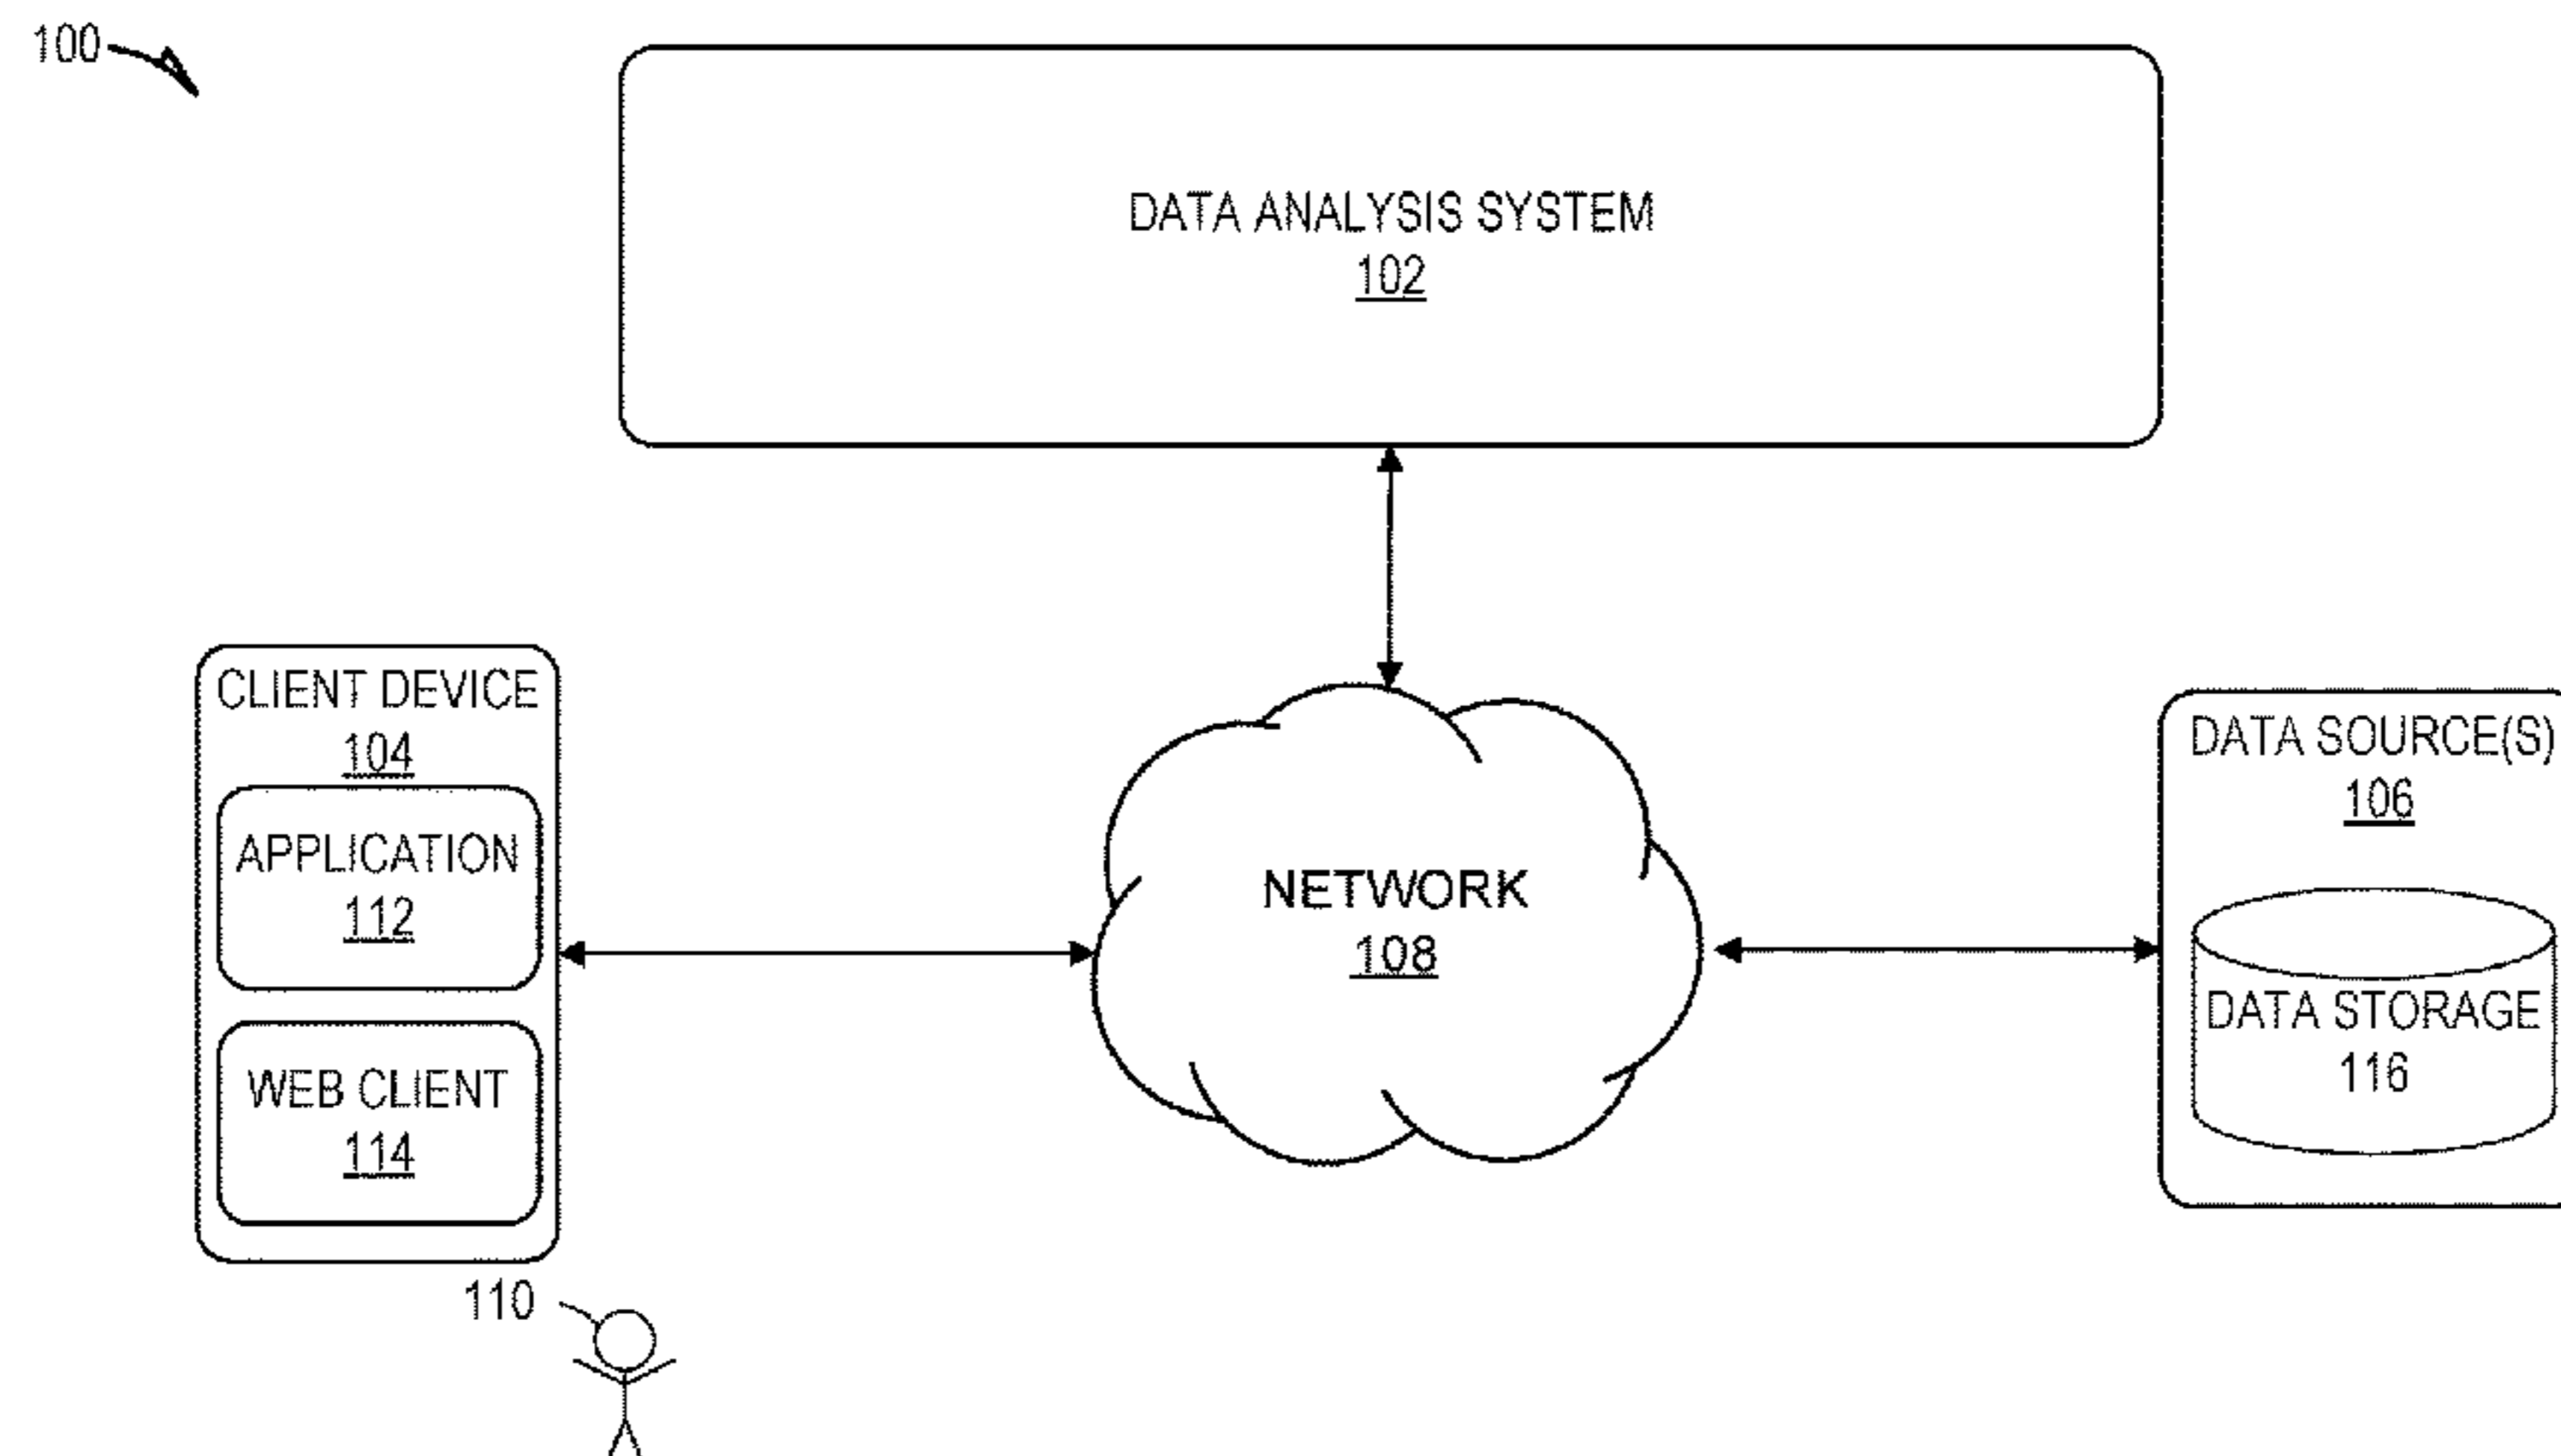 100
DATA ANALYSIS SYSTEM
102
CLIENT DEVICE
104
APPLICATION
112
WEB CLIENT
114
110
NETWORK
108
DATA SOURCE(S)
106
DATA STORAGE
116